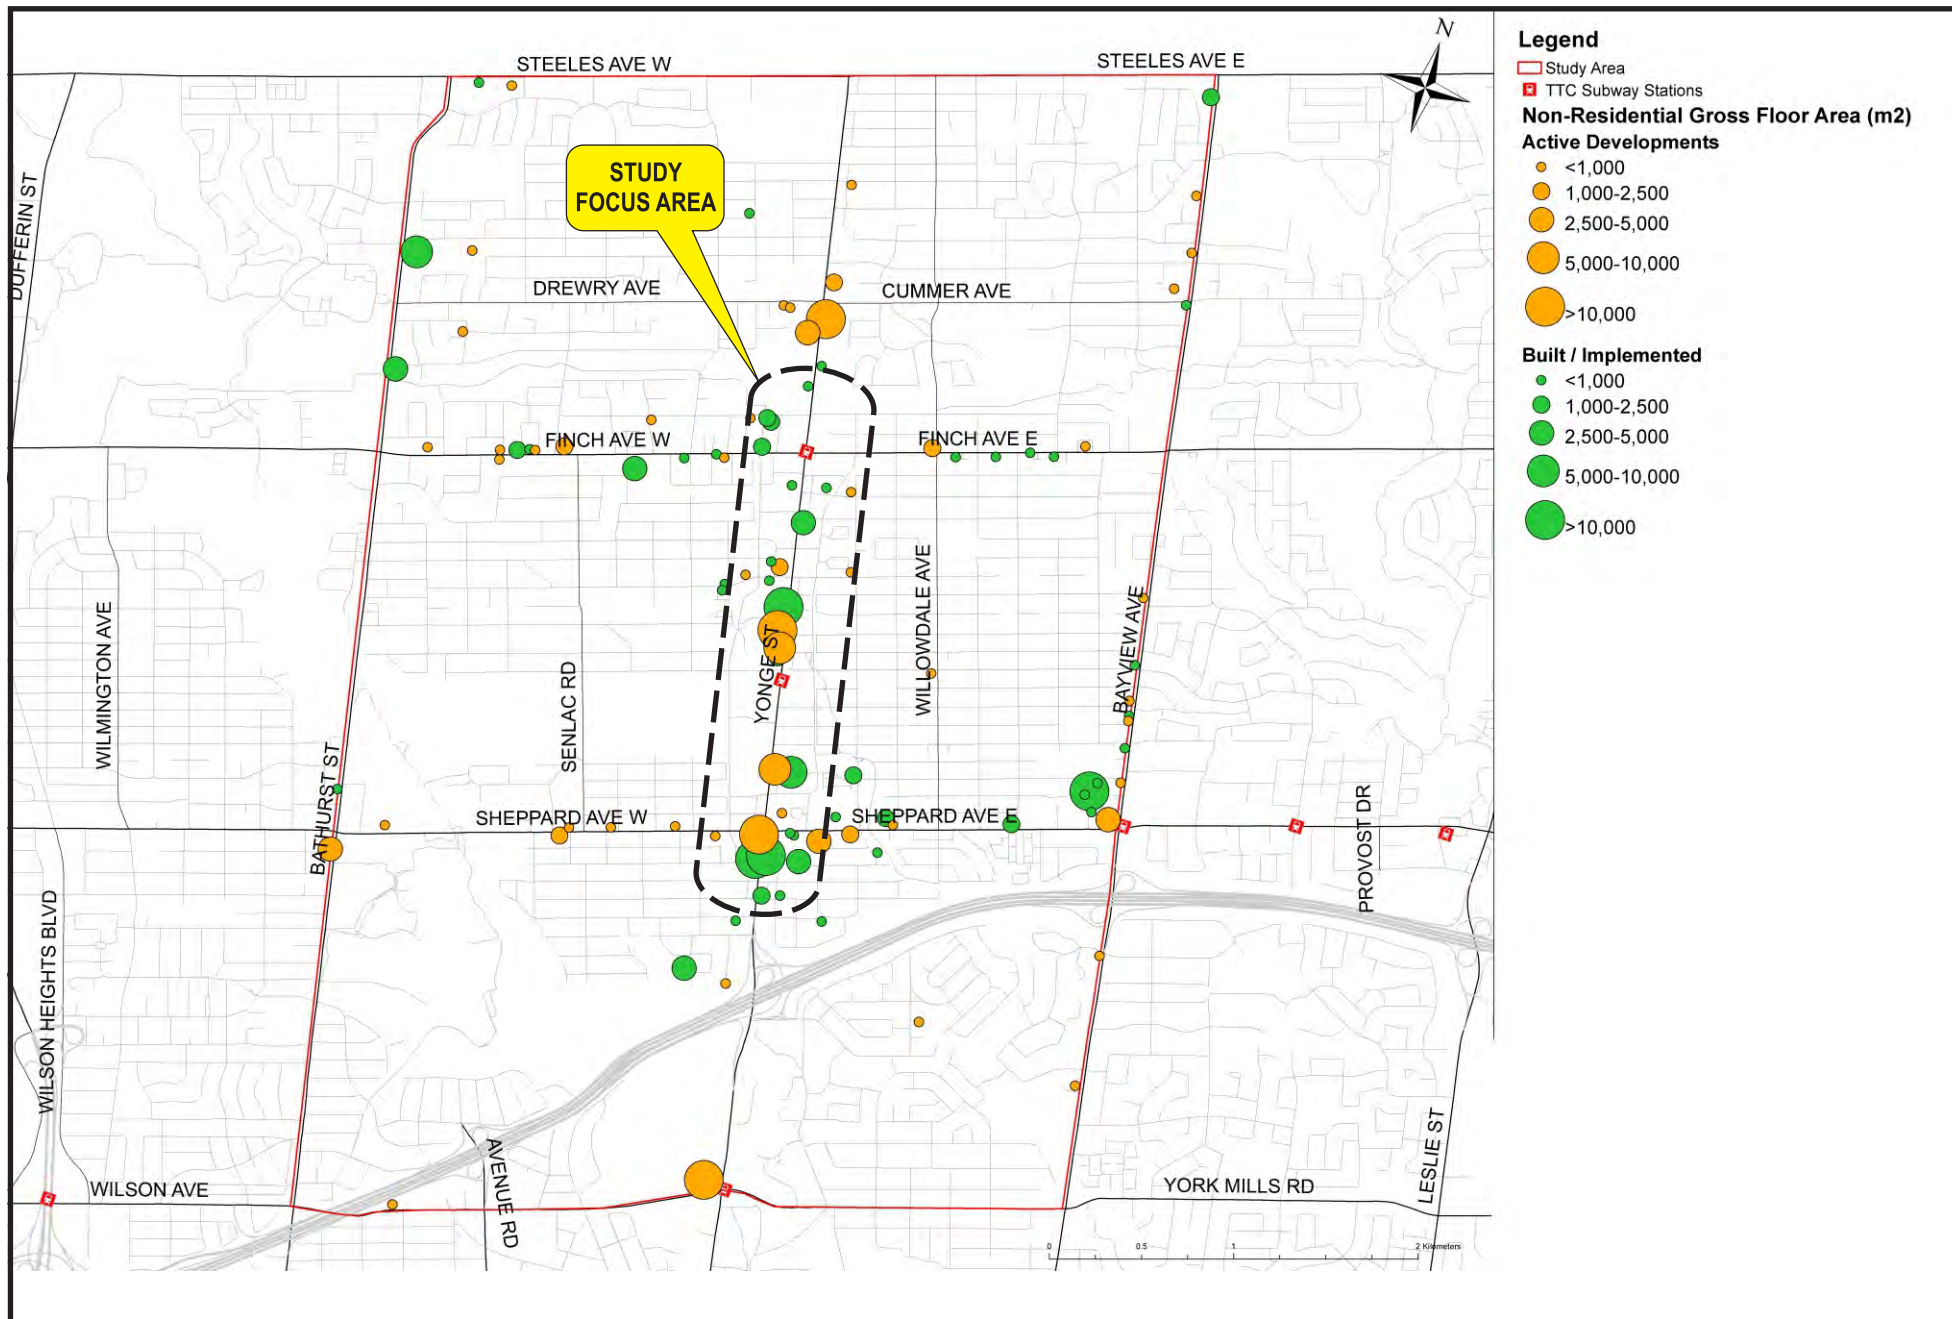 STEELES AVE W
STEELES AVE E
N
Legend
Study Area
TTC Subway Stations
Non-Residential Gross Floor Area (m2)
Active Developments
<1,000
1,000-2,500
2,500-5,000
5,000-10,000
>10,000
Built / Implemented
<1,000
1,000-2,500
2,500-5,000
5,000-10,000
>10,000
STUDY
FOCUS AREA
DUFFERIN ST
DREWRY AVE
CUMMER AVE
FINCH AVE W
FINCH AVE E
WILMINGTON AVE
SENLAC RD
YONGE ST
WILLOWDALE AVE
BAYVIEW AVE
BATHURST ST
SHEPPARD AVE W
SHEPPARD AVE E
PROVOST DR
WILSON HEIGHTS BLVD
AVENUE RD
LESLIE ST
WILSON AVE
YORK MILLS RD
0 0.5 1 2 Kilometers